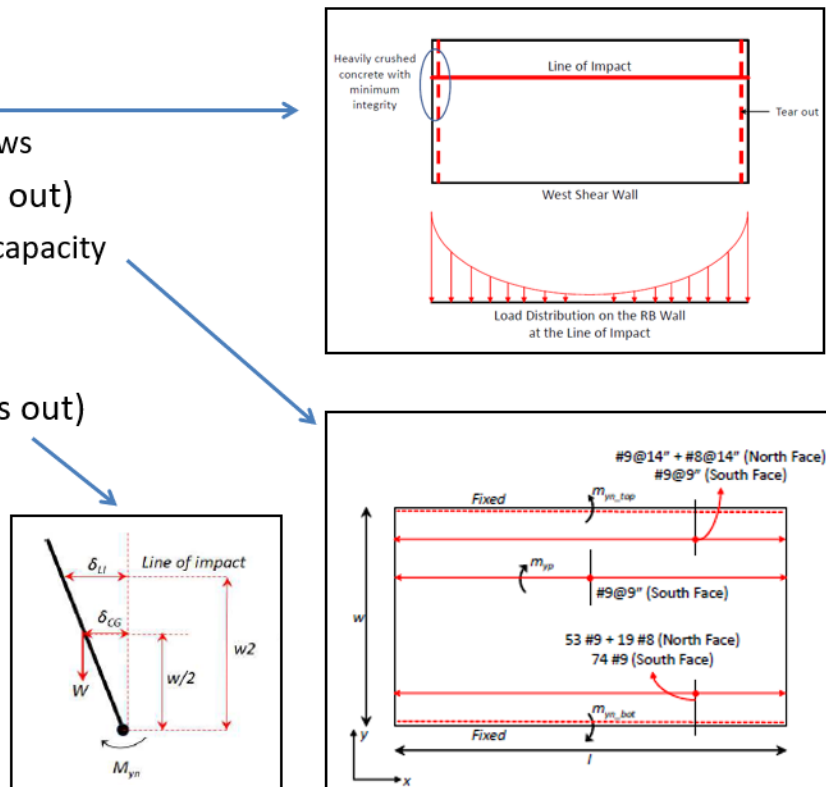 ws
out)
capacity
s out)
Heavily crushed
concrete with
minimum
integrity
Line of Impact
Tear out
West Shear Wall
Load Distribution on the RB Wall
at the Line of Impact
δLI
Line of impact
δCG
w/2
w2
W
Myn
#9@14" + #8@14" (North Face)
#9@9" (South Face)
Fixed
myn_top
myp
#9@9" (South Face)
w
53 #9 + 19 #8 (North Face)
74 #9 (South Face)
myn_bot
Fixed
y
l
x